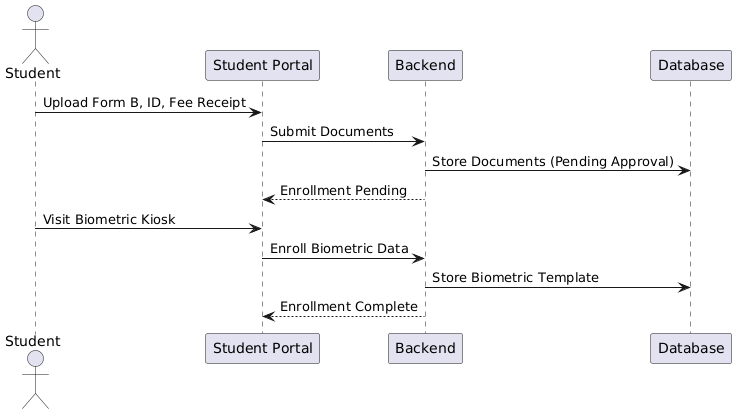 Student
Student Portal
Backend
Database
Upload Form B, ID, Fee Receipt
Submit Documents
Store Documents (Pending Approval)
Enrollment Pending
Visit Biometric Kiosk
Enroll Biometric Data
Store Biometric Template
Enrollment Complete
Student
Student Portal
Backend
Database